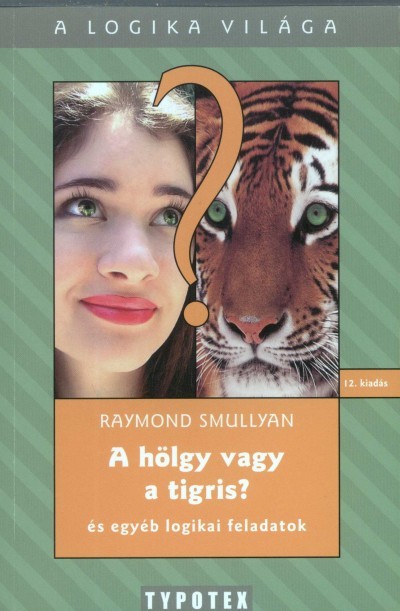 A LOGIKA VILÁGA
?
12. kiadás
RAYMOND SMULLYAN
A hölgy vagy
a tigris?
és egyéb logikai feladatok
TYPOTEX